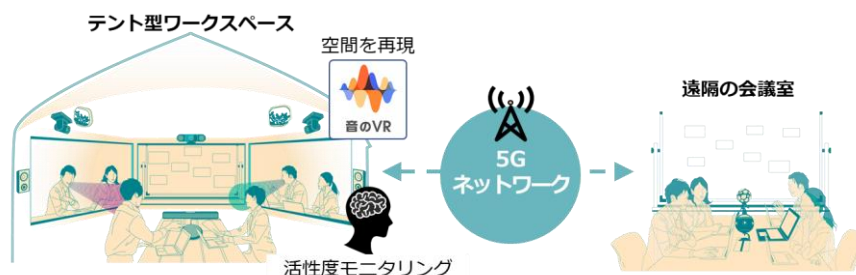 テント型ワークスペース
空間を再現
音のVR
活性度モニタリング
5G
ネットワーク
遠隔の会議室